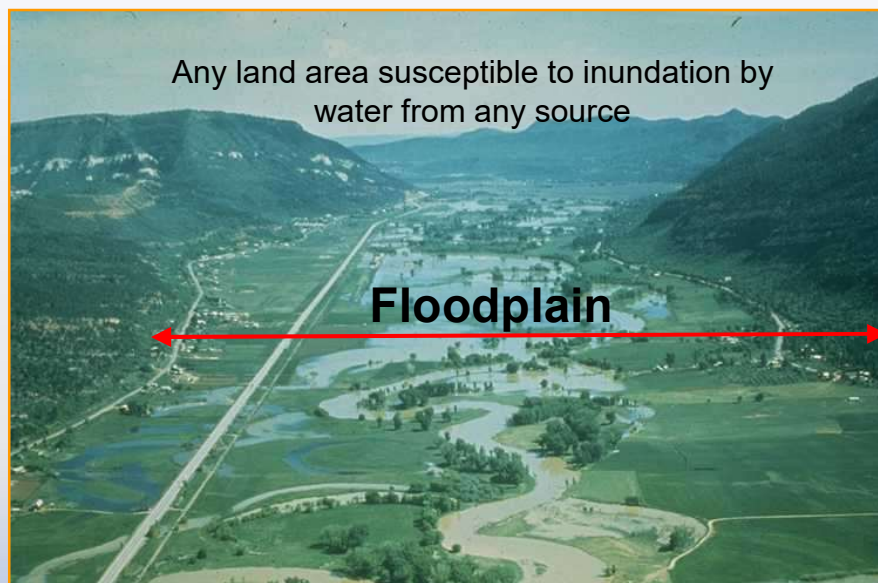 Any land area susceptible to inundation by
water from any source
Floodplain